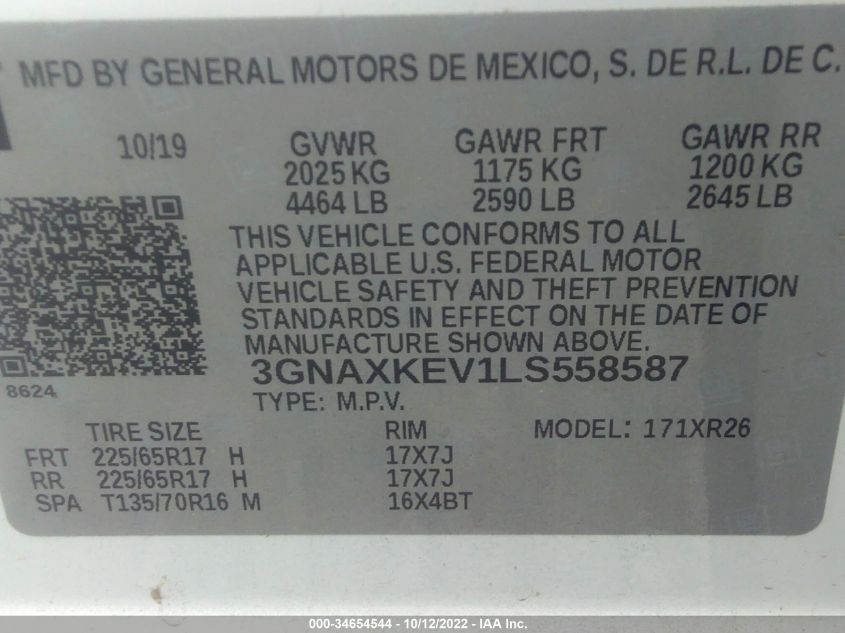 MFD BY GENERAL MOTORS DE MEXICO, S. DE R.L. DE C.
10/19 GVWR GAWR FRT GAWR RR
2025 KG 1175 KG 1200 KG
4464 LB 2590 LB 2645 LB
THIS VEHICLE CONFORMS TO ALL
APPLICABLE U.S. FEDERAL MOTOR
VEHICLE SAFETY AND THEFT PREVENTION
STANDARDS IN EFFECT ON THE DATE OF
MANUFACTURE SHOWN ABOVE.
3GNAXKEV1LS558587
8624
TYPE: M.P.V.
TIRE SIZE RIM MODEL: 171XR26
FRT 225/65R17 H 17X7J
RR 225/65R17 H 17X7J
SPA T135/70R16 M 16X4BT
000-34654544 - 10/12/2022 - IAA Inc.